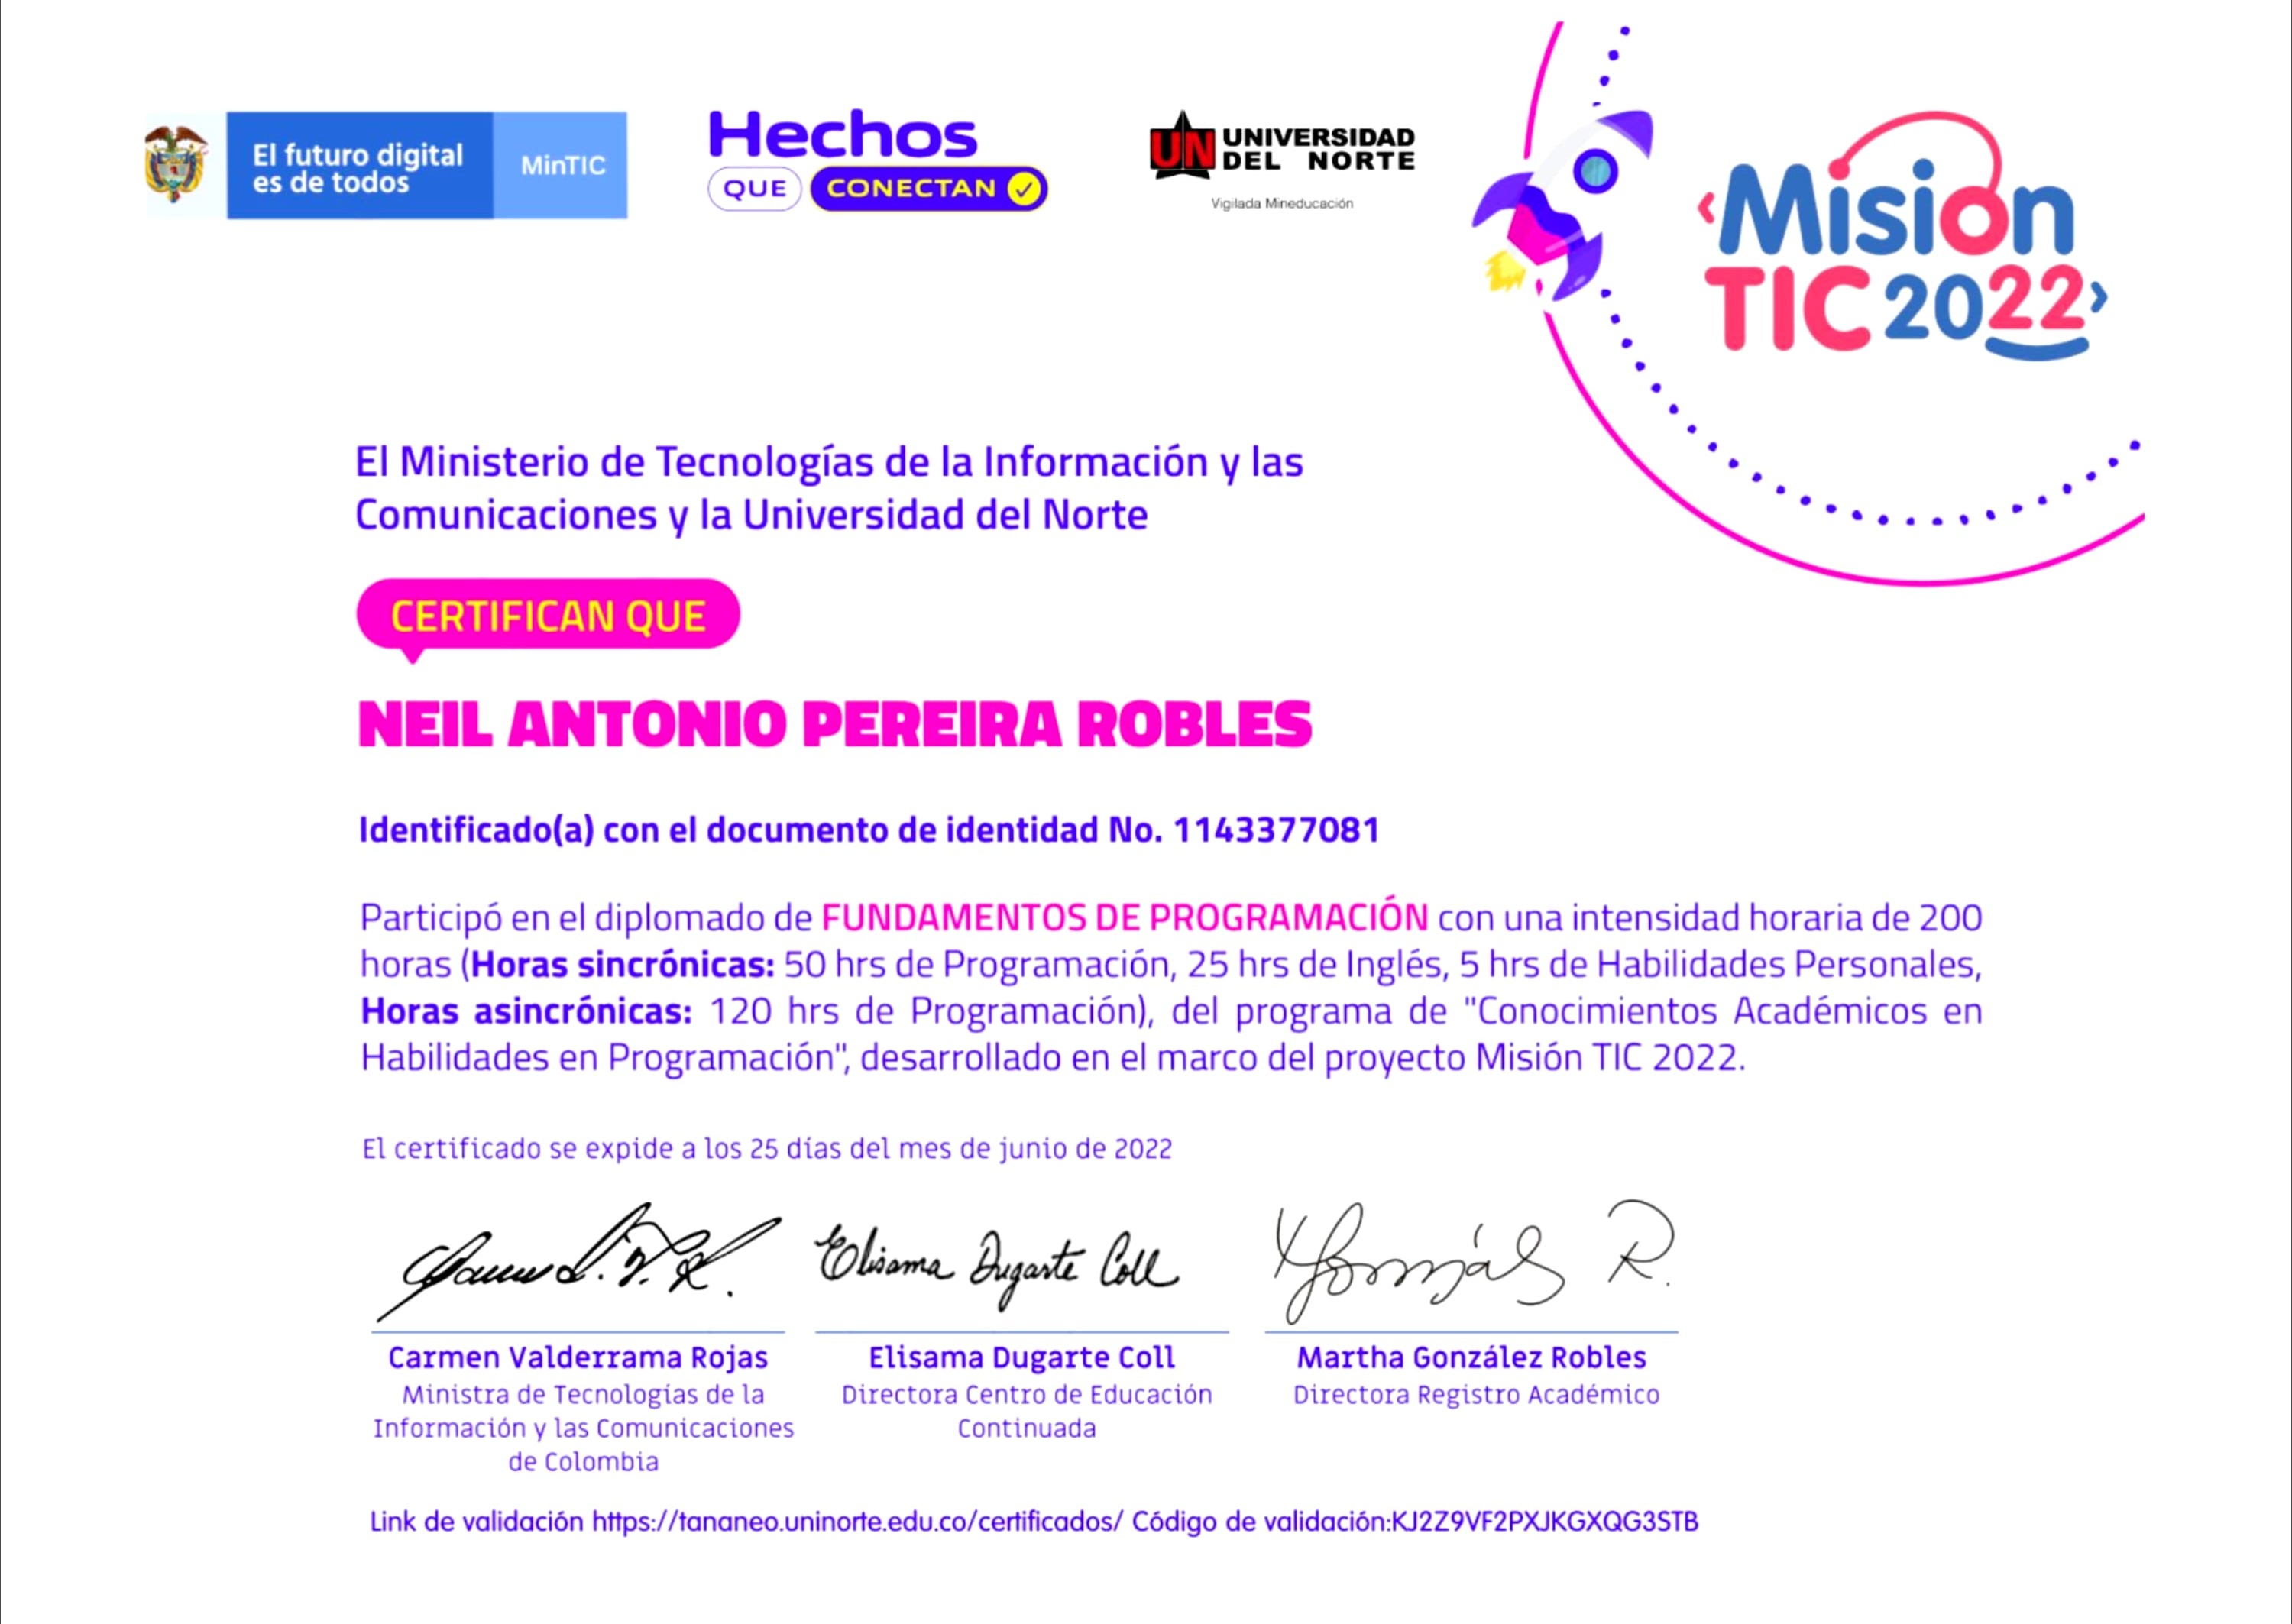 El futuro digital
es de todos
MinTIC
Hechos
QUE CONECTAN
UN UNIVERSIDAD
DEL NORTE
Vigilada Mineducación
‹Misión
TIC 2022›
El Ministerio de Tecnologías de la Información y las
Comunicaciones y la Universidad del Norte
CERTIFICAN QUE
NEIL ANTONIO PEREIRA ROBLES
Identificado(a) con el documento de identidad No. 1143377081
Participó en el diplomado de FUNDAMENTOS DE PROGRAMACIÓN con una intensidad horaria de 200
horas (Horas sincrónicas: 50 hrs de Programación, 25 hrs de Inglés, 5 hrs de Habilidades Personales,
Horas asincrónicas: 120 hrs de Programación), del programa de "Conocimientos Académicos en
Habilidades en Programación", desarrollado en el marco del proyecto Misión TIC 2022.
El certificado se expide a los 25 días del mes de junio de 2022
Elisama Dugarte Coll
Carmen Valderrama Rojas
Ministra de Tecnologías de la
Información y las Comunicaciones
de Colombia
Elisama Dugarte Coll
Directora Centro de Educación
Continuada
Martha González Robles
Directora Registro Académico
Link de validación https://tananeo.uninorte.edu.co/certificados/ Código de validación:KJ2Z9VF2PXJKGXQG3STB